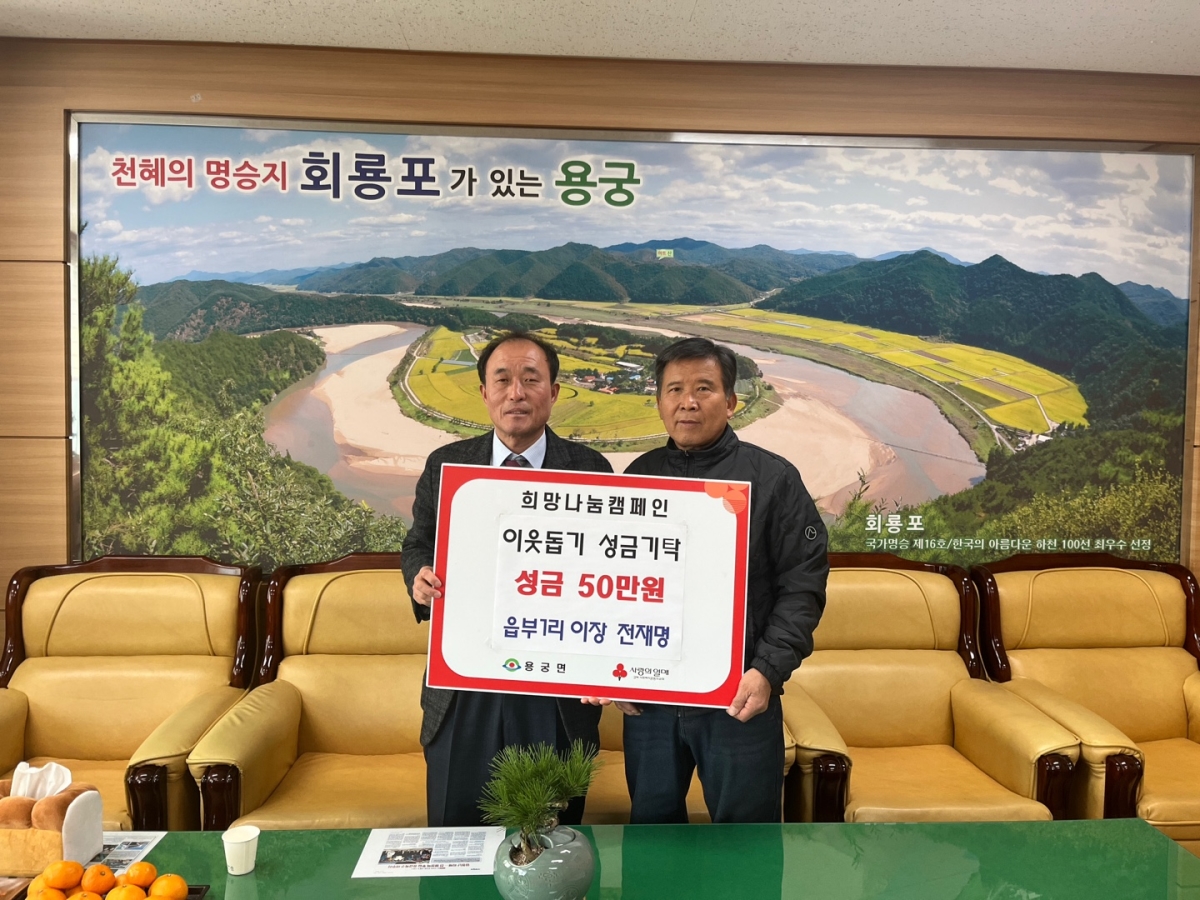 천혜의 명승지 회룡포가 있는 용궁
회룡포
국가명승 제16호/한국의 아름다운 하천 100선 최우수 선정
희망나눔캠페인
이웃돕기 성금기탁
성금 50만원
읍부1리 이장 전재명
용궁면
사랑의열매